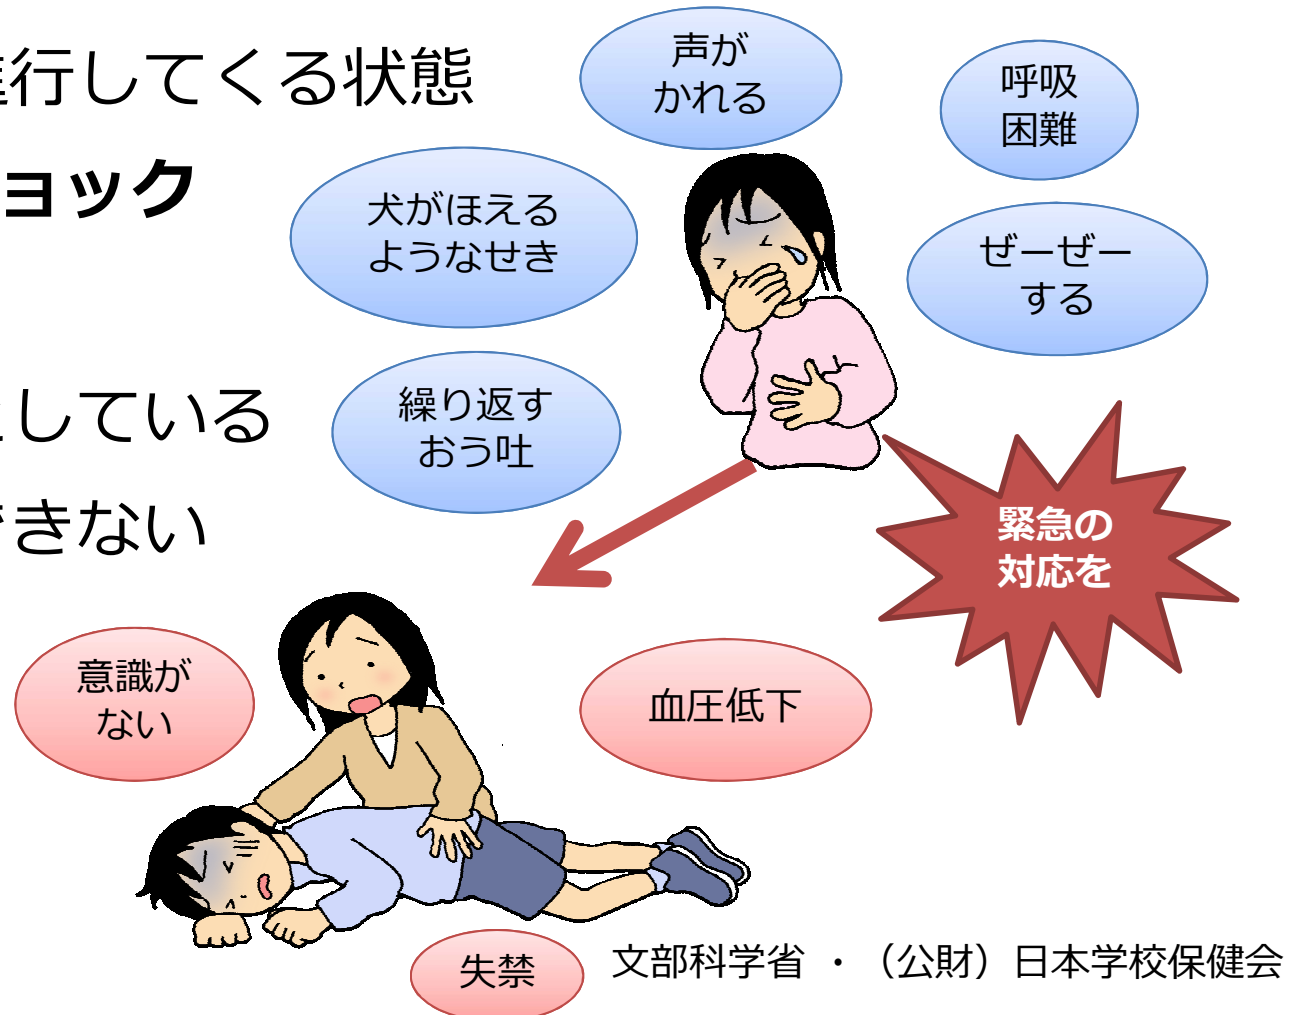 行してくる状態
ョック
している
できない
声が
かれる
呼吸
困難
犬がほえる
ようなせき
ぜーぜー
する
繰り返す
おう吐
緊急の
対応を
意識が
ない
血圧低下
失禁
文部科学省 ・（公財）日本学校保健会